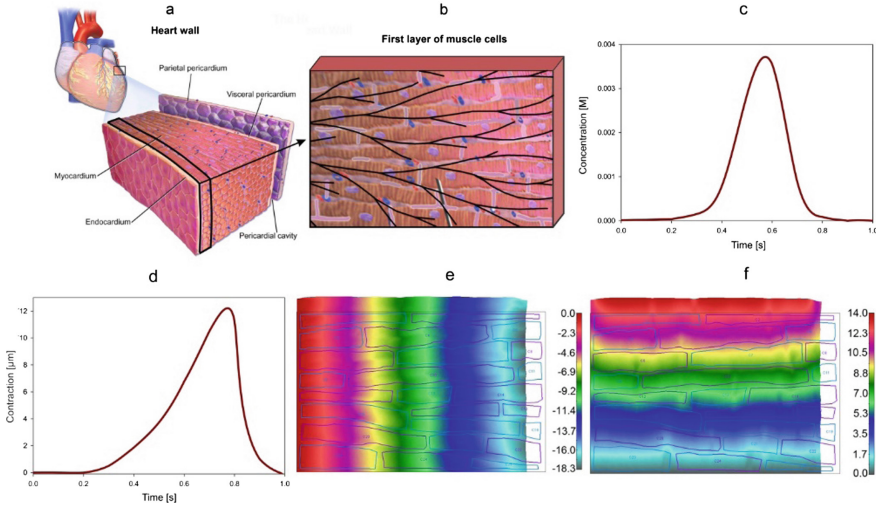 a
b
c
Heart wall
First layer of muscle cells
Parietal pericardium
Visceral pericardium
Myocardium
Endocardium
Pericardial cavity
Concentration [M]
0.004
0.003
0.002
0.001
0.000
0.0 0.2 0.4 0.6 0.8 1.0
Time [s]
d
e
f
Contraction [µm]
12
10
8
6
4
2
0
0.0 0.2 0.4 0.6 0.8 1.0
Time [s]
0.0
-2.3
-4.6
-6.9
-9.2
-11.4
-13.7
-16.0
-18.3
14.0
12.3
10.5
8.8
7.0
5.3
3.5
1.7
0.0